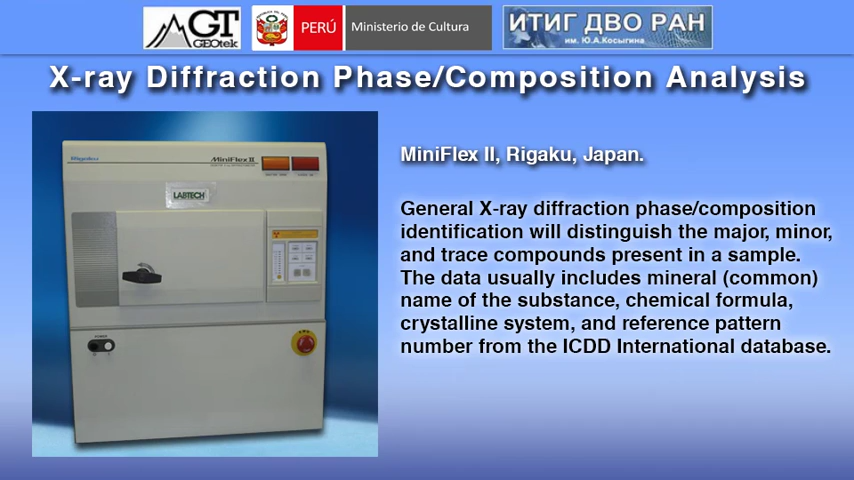 GT
GEOtek
PERÚ
Ministerio de Cultura
ИТИГ ДВО РАН
им. Ю.А.Косыгина
X-ray Diffraction Phase/Composition Analysis
Rigaku
MiniFlex II
LABTECH
POWER
MiniFlex II, Rigaku, Japan.
General X-ray diffraction phase/composition
identification will distinguish the major, minor,
and trace compounds present in a sample.
The data usually includes mineral (common)
name of the substance, chemical formula,
crystalline system, and reference pattern
number from the ICDD International database.